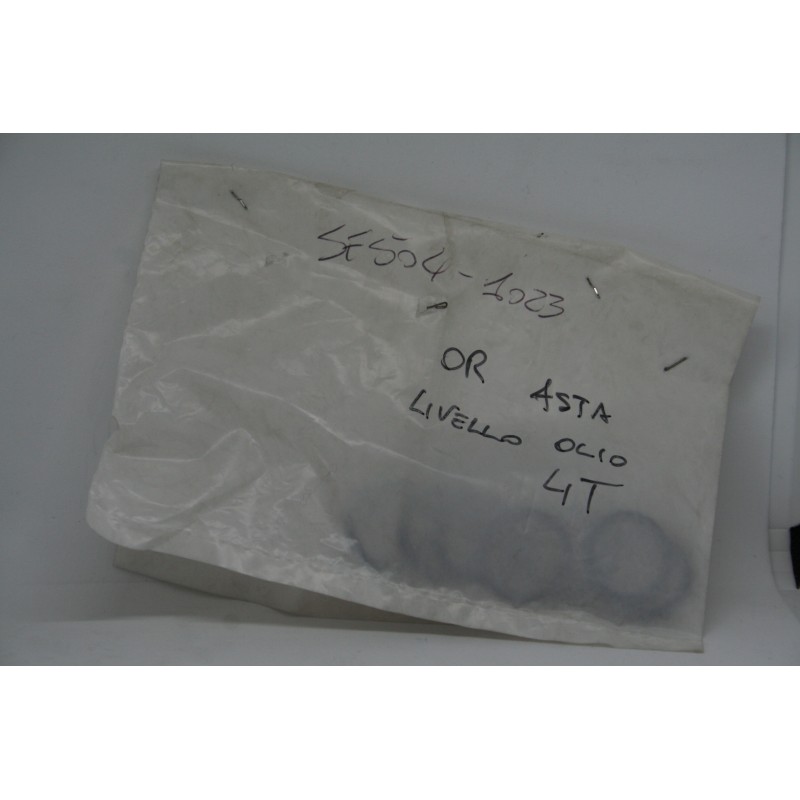 SE504-1023
OR ASTA
LIVELLO OLIO
4T